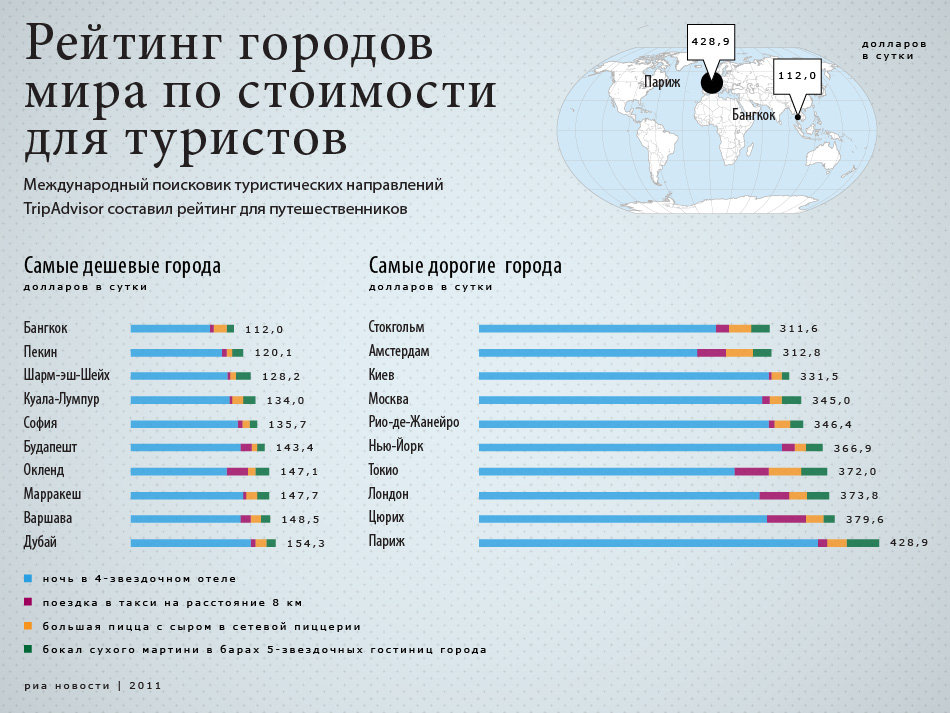 Рейтинг городов
мира по стоимости
для туристов
Международный поисковик туристических направлений
TripAdvisor составил рейтинг для путешественников
428,9
долларов
в сутки
112,0
Париж
Бангкок
Самые дешевые города
долларов в сутки
Бангкок 112,0
Пекин 120,1
Шарм-эш-Шейх 128,2
Куала-Лумпур 134,0
София 135,7
Будапешт 143,4
Окленд 147,1
Марракеш 147,7
Варшава 148,5
Дубай 154,3
Самые дорогие города
долларов в сутки
Стокгольм 311,6
Амстердам 312,8
Киев 331,5
Москва 345,0
Рио-де-Жанейро 346,4
Нью-Йорк 366,9
Токио 372,0
Лондон 373,8
Цюрих 379,6
Париж 428,9
ночь в 4-звездочном отеле
поездка в такси на расстояние 8 км
большая пицца с сыром в сетевой пиццерии
бокал сухого мартини в барах 5-звездочных гостиниц города
риа новости | 2011